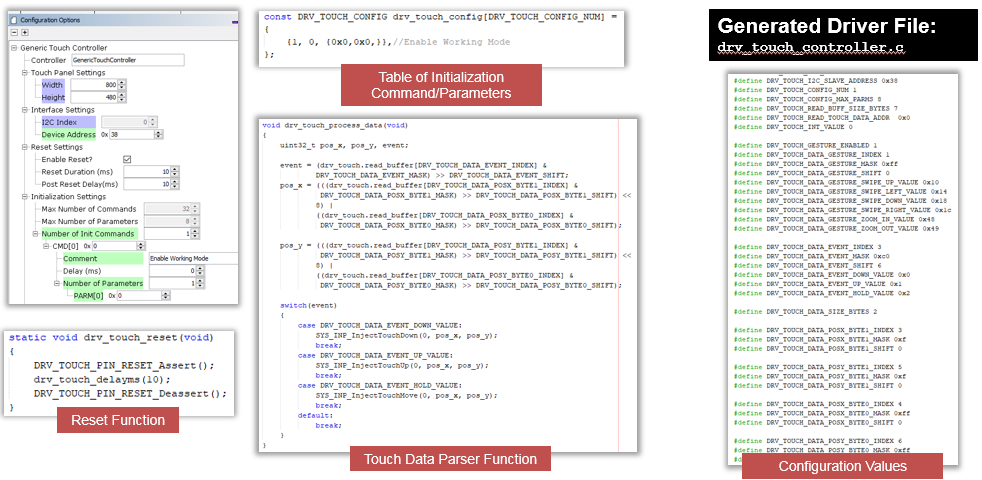 Configuration Options
Generic Touch Controller
Controller GenericTouchController
Touch Panel Settings
Width 800
Height 480
Interface Settings
I2C Index 0
Device Address 0x 38
Reset Settings
Enable Reset?
Reset Duration (ms) 10
Post Reset Delay(ms) 10
Initialization Settings
Max Number of Commands 32
Max Number of Parameters 8
Number of Init Commands 1
CMD[0] 0x 0
Comment Enable Working Mode
Delay (ms) 0
Number of Parameters 1
PARM[0] 0x 0
static void drv_touch_reset(void)
{
DRV_TOUCH_PIN_RESET_Assert();
drv_touch_delayms(10);
DRV_TOUCH_PIN_RESET_Deassert();
}
Reset Function
const DRV_TOUCH_CONFIG drv_touch_config[DRV_TOUCH_CONFIG_NUM] =
{
{1, 0, {0x0,0x0,}},//Enable Working Mode
};
Table of Initialization
Command/Parameters
void drv_touch_process_data(void)
{
uint32_t pos_x, pos_y, event;
event = (drv_touch.read_buffer[DRV_TOUCH_DATA_EVENT_INDEX] &
DRV_TOUCH_DATA_EVENT_MASK) >> DRV_TOUCH_DATA_EVENT_SHIFT;
pos_x = (((drv_touch.read_buffer[DRV_TOUCH_DATA_POSX_BYTE1_INDEX] &
DRV_TOUCH_DATA_POSX_BYTE1_MASK) >> DRV_TOUCH_DATA_POSX_BYTE1_SHIFT) <<
8) |
((drv_touch.read_buffer[DRV_TOUCH_DATA_POSX_BYTE0_INDEX] &
DRV_TOUCH_DATA_POSX_BYTE0_MASK) >> DRV_TOUCH_DATA_POSX_BYTE0_SHIFT);
pos_y = (((drv_touch.read_buffer[DRV_TOUCH_DATA_POSY_BYTE1_INDEX] &
DRV_TOUCH_DATA_POSY_BYTE1_MASK) >> DRV_TOUCH_DATA_POSY_BYTE1_SHIFT) <<
8) |
((drv_touch.read_buffer[DRV_TOUCH_DATA_POSY_BYTE0_INDEX] &
DRV_TOUCH_DATA_POSY_BYTE0_MASK) >> DRV_TOUCH_DATA_POSY_BYTE0_SHIFT);
switch(event)
{
case DRV_TOUCH_DATA_EVENT_DOWN_VALUE:
SYS_INP_InjectTouchDown(0, pos_x, pos_y);
break;
case DRV_TOUCH_DATA_EVENT_UP_VALUE:
SYS_INP_InjectTouchUp(0, pos_x, pos_y);
break;
case DRV_TOUCH_DATA_EVENT_HOLD_VALUE:
SYS_INP_InjectTouchMove(0, pos_x, pos_y);
break;
default:
break;
}
}
Touch Data Parser Function
Generated Driver File:
drv_touch_controller.c
#define DRV_TOUCH_I2C_SLAVE_ADDRESS 0x38
#define DRV_TOUCH_CONFIG_NUM 1
#define DRV_TOUCH_CONFIG_MAX_PARMS 8
#define DRV_TOUCH_READ_BUFF_SIZE_BYTES 7
#define DRV_TOUCH_READ_TOUCH_DATA_ADDR 0x0
#define DRV_TOUCH_INT_VALUE 0
#define DRV_TOUCH_GESTURE_ENABLED 1
#define DRV_TOUCH_DATA_GESTURE_INDEX 1
#define DRV_TOUCH_DATA_GESTURE_MASK 0xff
#define DRV_TOUCH_DATA_GESTURE_SHIFT 0
#define DRV_TOUCH_DATA_GESTURE_SWIPE_UP_VALUE 0x10
#define DRV_TOUCH_DATA_GESTURE_SWIPE_LEFT_VALUE 0x14
#define DRV_TOUCH_DATA_GESTURE_SWIPE_DOWN_VALUE 0x18
#define DRV_TOUCH_DATA_GESTURE_SWIPE_RIGHT_VALUE 0x1c
#define DRV_TOUCH_DATA_GESTURE_ZOOM_IN_VALUE 0x48
#define DRV_TOUCH_DATA_GESTURE_ZOOM_OUT_VALUE 0x49
#define DRV_TOUCH_DATA_EVENT_INDEX 3
#define DRV_TOUCH_DATA_EVENT_MASK 0xc0
#define DRV_TOUCH_DATA_EVENT_SHIFT 6
#define DRV_TOUCH_DATA_EVENT_DOWN_VALUE 0x0
#define DRV_TOUCH_DATA_EVENT_UP_VALUE 0x1
#define DRV_TOUCH_DATA_EVENT_HOLD_VALUE 0x2
#define DRV_TOUCH_DATA_SIZE_BYTES 2
#define DRV_TOUCH_DATA_POSX_BYTE1_INDEX 3
#define DRV_TOUCH_DATA_POSX_BYTE1_MASK 0xf
#define DRV_TOUCH_DATA_POSX_BYTE1_SHIFT 0
#define DRV_TOUCH_DATA_POSY_BYTE1_INDEX 5
#define DRV_TOUCH_DATA_POSY_BYTE1_MASK 0xf
#define DRV_TOUCH_DATA_POSY_BYTE1_SHIFT 0
#define DRV_TOUCH_DATA_POSX_BYTE0_INDEX 4
#define DRV_TOUCH_DATA_POSX_BYTE0_MASK 0xff
#define DRV_TOUCH_DATA_POSX_BYTE0_SHIFT 0
#define DRV_TOUCH_DATA_POSY_BYTE0_INDEX 6
#define DRV_TOUCH_DATA_POSY_BYTE0_MASK 0xff
Configuration Values